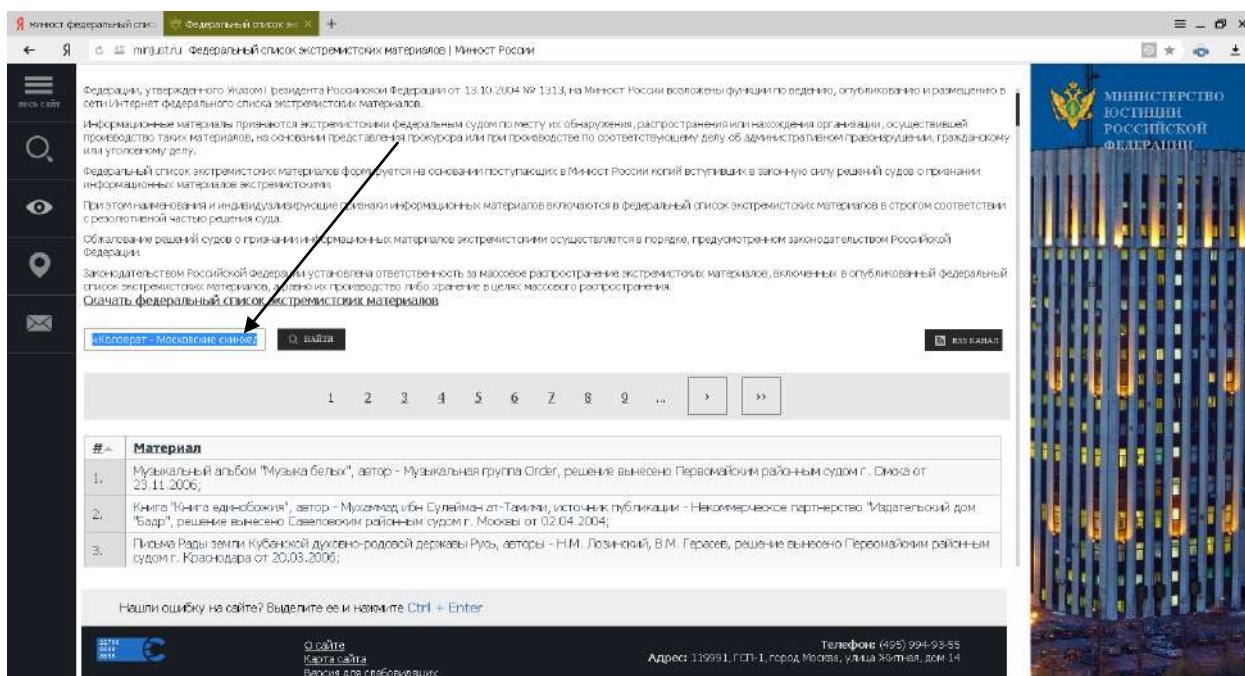 Федеральный список эк
minjust.ru Федеральный список экстремистских материалов | Минюст России
весь сайт
МИНИСТЕРСТВО
ЮСТИЦИИ
РОССИЙСКОЙ
ФЕДЕРАЦИИ
Федерации, утвержденного Указом Президента Российской Федерации от 13.10.2004 № 1313, на Минюст России возложены функции по ведению, опубликованию и размещению в
сети Интернет федерального списка экстремистских материалов.
Информационные материалы признаются экстремистскими федеральным судом по месту их обнаружения, распространения или нахождения организации, осуществившей
производство таких материалов, на основании представления прокурора или при производстве по соответствующему делу об административном правонарушении, гражданскому
или уголовному делу.
Федеральный список экстремистских материалов формируется на основании поступающих в Минюст России копий вступивших в законную силу решений судов о признании
информационных материалов экстремистскими.
При этом наименования и индивидуализирующие признаки информационных материалов включаются в федеральный список экстремистских материалов в строгом соответствии
с резолютивной частью решения суда.
Обжалование решений судов о признании информационных материалов экстремистскими осуществляется в порядке, предусмотренном законодательством Российской
Федерации.
Законодательством Российской Федерации установлена ответственность за массовое распространение экстремистских материалов, включенных в опубликованный федеральный
список экстремистских материалов, а равно их производство либо хранение в целях массового распространения.
Скачать федеральный список экстремистских материалов
«Коловрат - Московские скинхед
НАЙТИ
RSS КАНАЛ
1 2 3 4 5 6 7 8 9 ... > >>
# Материал
1. Музыкальный альбом "Музыка белых", автор - Музыкальная группа Order, решение вынесено Первомайским районным судом г. Омска от
23.11.2006;
2. Книга "Книга единобожия", автор - Мухаммад ибн Сулейман ат-Тамими, источник публикации - Некоммерческое партнерство "Издательский дом
"Бадр", решение вынесено Савеловским районным судом г. Москвы от 02.04.2004;
3. Письма Рады земли Кубанской духовно-родовой державы Русь, авторы - Н.М. Лозинский, В.М. Герасев, решение вынесено Первомайским районным
судом г. Краснодара от 20.03.2006;
Нашли ошибку на сайте? Выделите ее и нажмите Ctrl + Enter
О сайте
Карта сайта
Версия для слабовидящих
Телефон: (495) 994-93-55
Адрес: 119991, ГСП-1, город Москва, улица Житная, дом 14